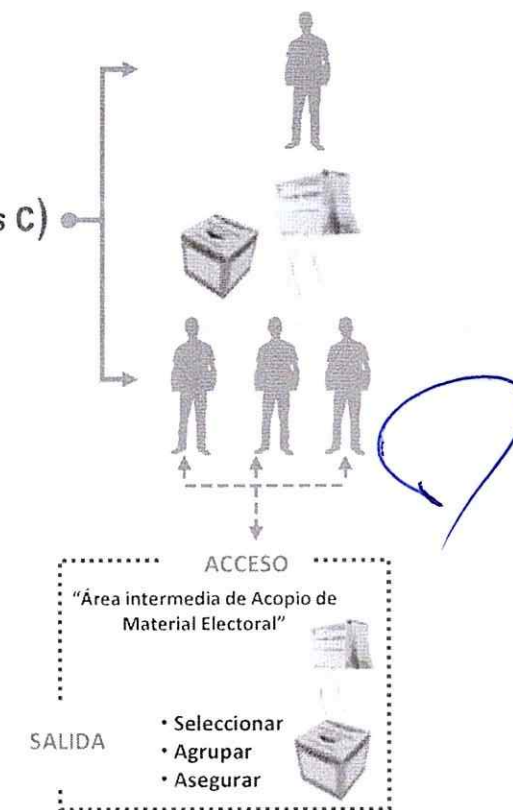 s C)
ACCESO
“Área intermedia de Acopio de
Material Electoral”
SALIDA
• Seleccionar
• Agrupar
• Asegurar